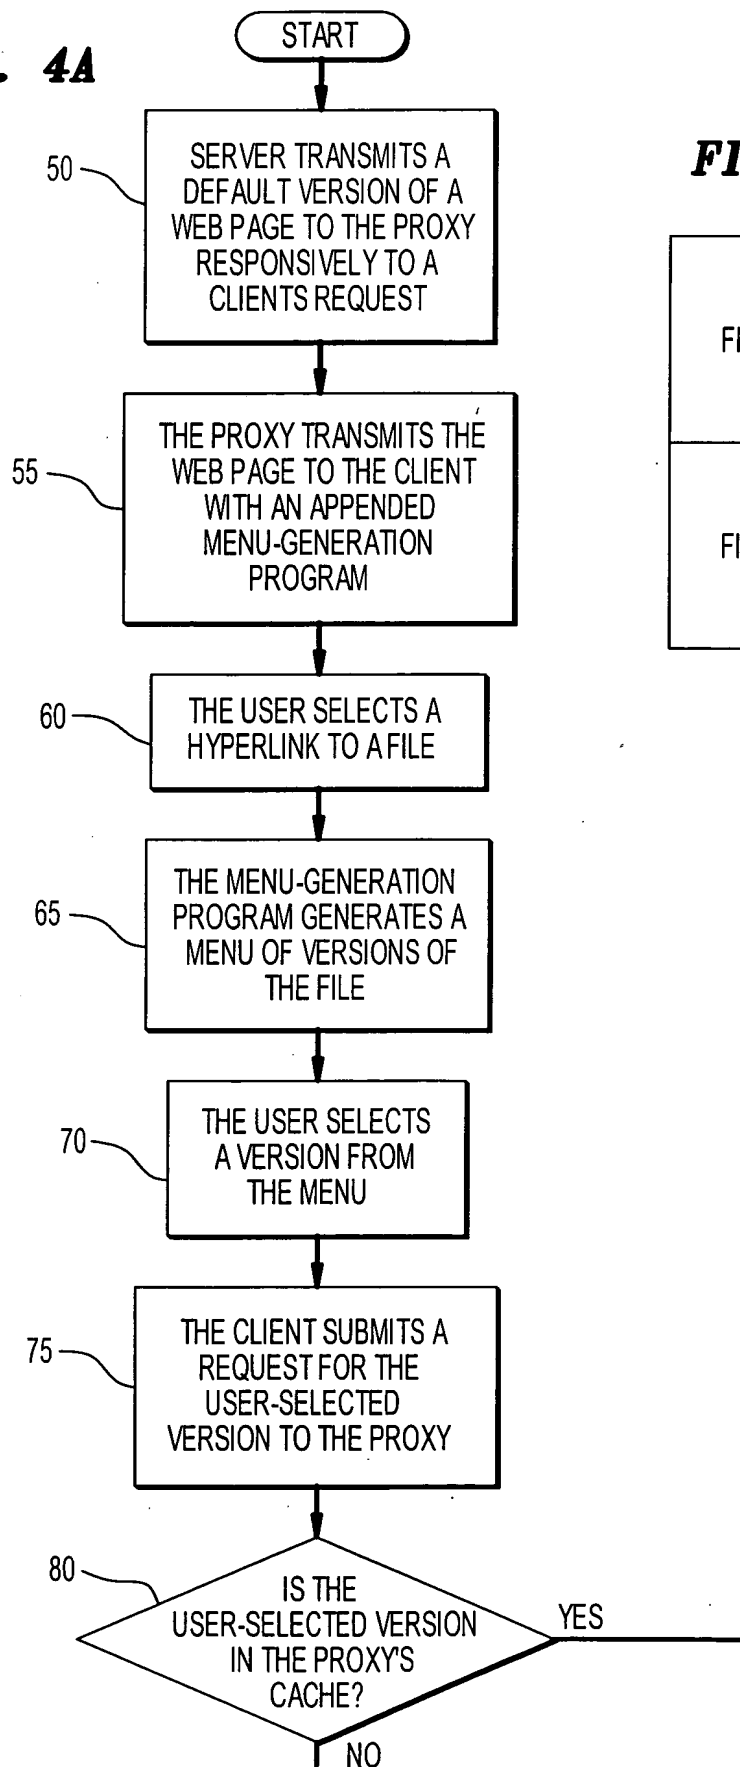 4A
START
50
SERVER TRANSMITS A
DEFAULT VERSION OF A
WEB PAGE TO THE PROXY
RESPONSIVELY TO A
CLIENTS REQUEST
55
THE PROXY TRANSMITS THE
WEB PAGE TO THE CLIENT
WITH AN APPENDED
MENU-GENERATION
PROGRAM
60
THE USER SELECTS A
HYPERLINK TO A FILE
65
THE MENU-GENERATION
PROGRAM GENERATES A
MENU OF VERSIONS OF
THE FILE
70
THE USER SELECTS
A VERSION FROM
THE MENU
75
THE CLIENT SUBMITS A
REQUEST FOR THE
USER-SELECTED
VERSION TO THE PROXY
80
IS THE
USER-SELECTED VERSION
IN THE PROXY'S
CACHE?
YES
NO